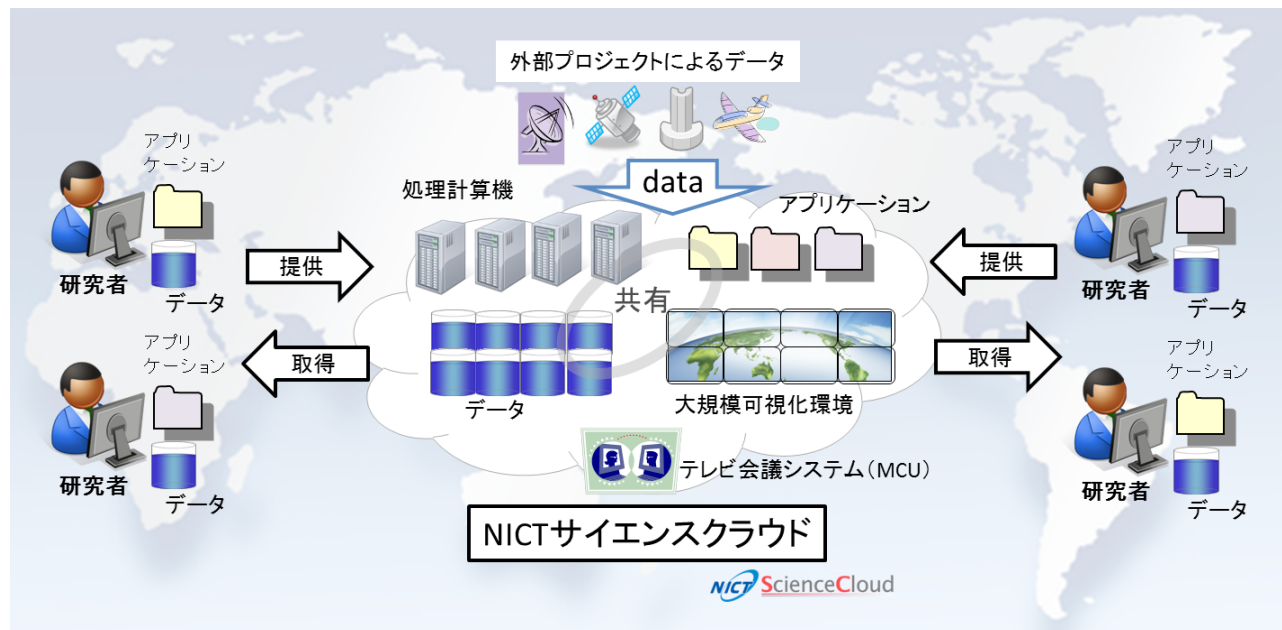 外部プロジェクトによるデータ
data
アプリ
ケーション
研究者
データ
提供
アプリ
ケーション
研究者
データ
取得
処理計算機
アプリケーション
共有
データ
大規模可視化環境
テレビ会議システム(MCU)
NICTサイエンスクラウド
NICT ScienceCloud
アプリ
ケーション
研究者
データ
提供
アプリ
ケーション
研究者
データ
取得